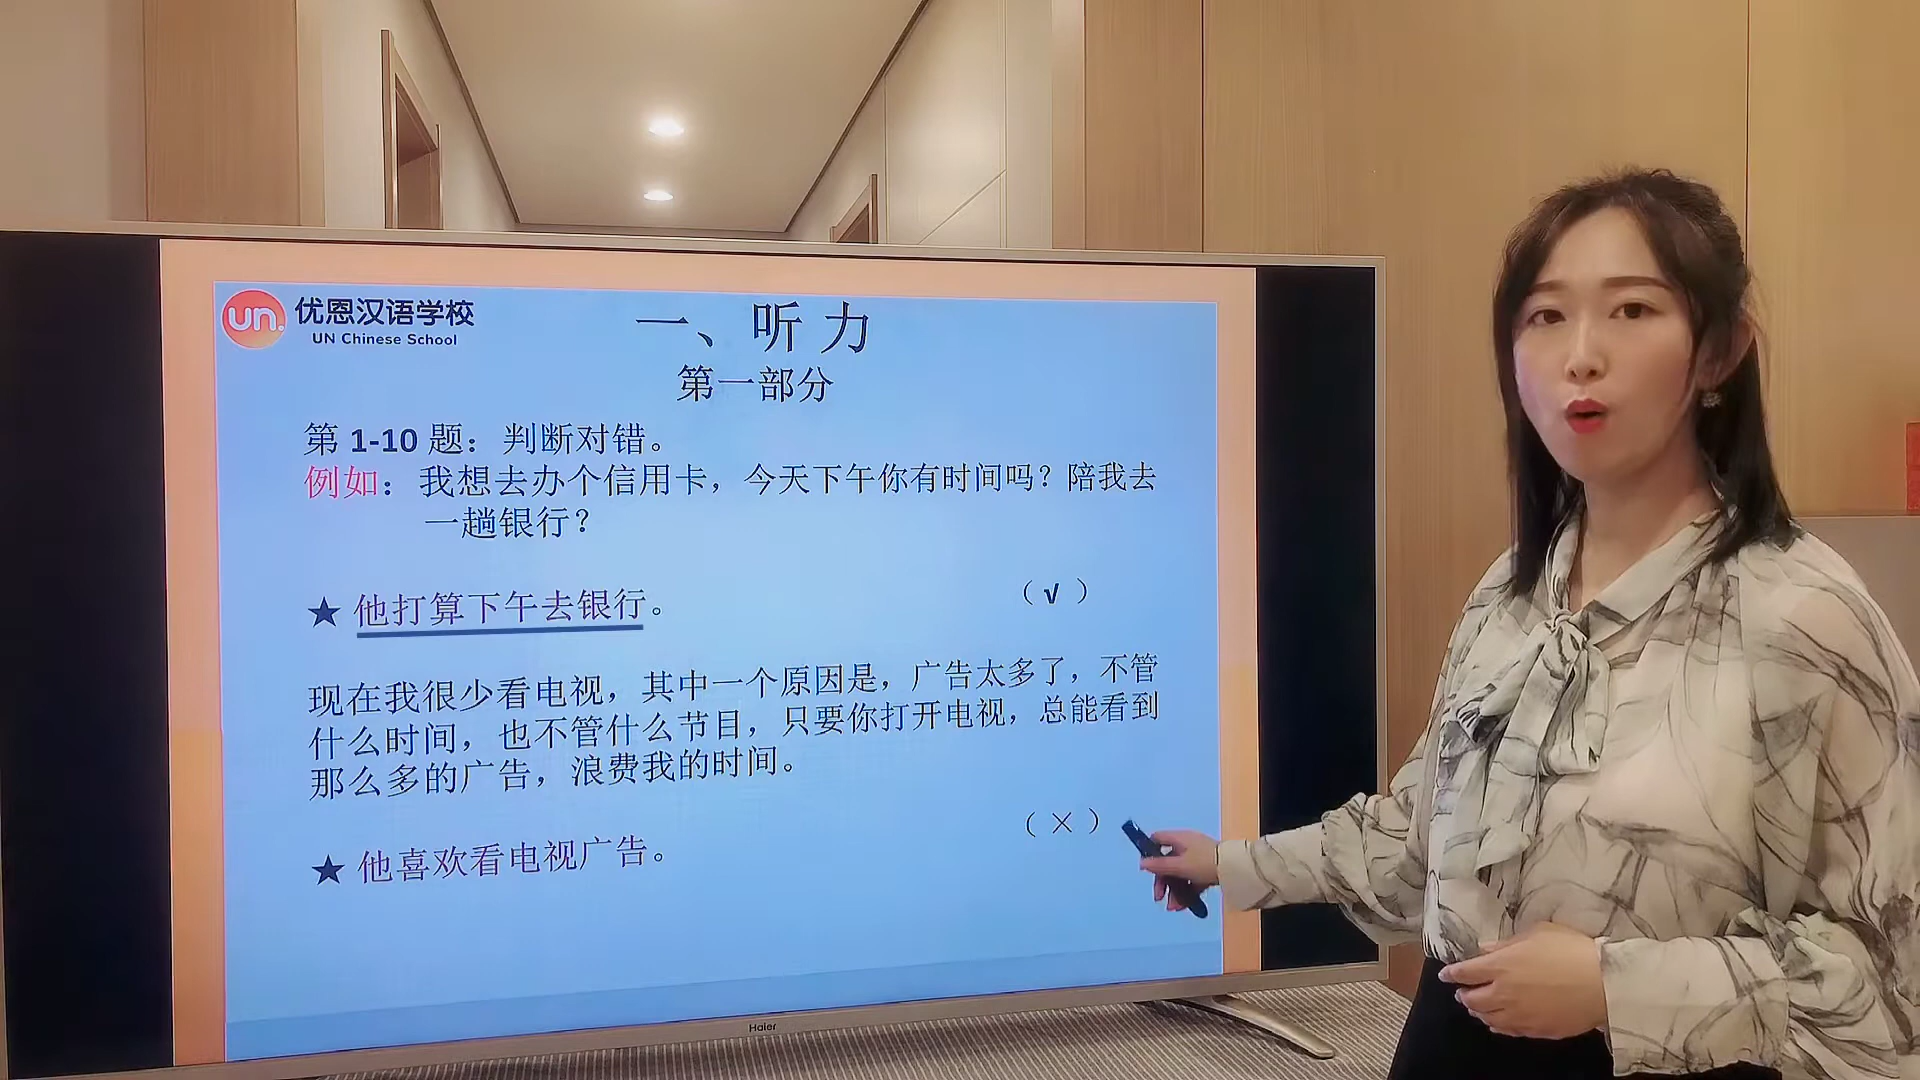 un.
优恩汉语学校
UN Chinese School
一、听 力
第一部分
第 1-10 题：判断对错。
例如：我想去办个信用卡，今天下午你有时间吗？陪我去
一趟银行？
★ 他打算下午去银行。 （ √ ）
现在我很少看电视，其中一个原因是，广告太多了，不管
什么时间，也不管什么节目，只要你打开电视，总能看到
那么多的广告，浪费我的时间。
（ × ）
★ 他喜欢看电视广告。
Haier